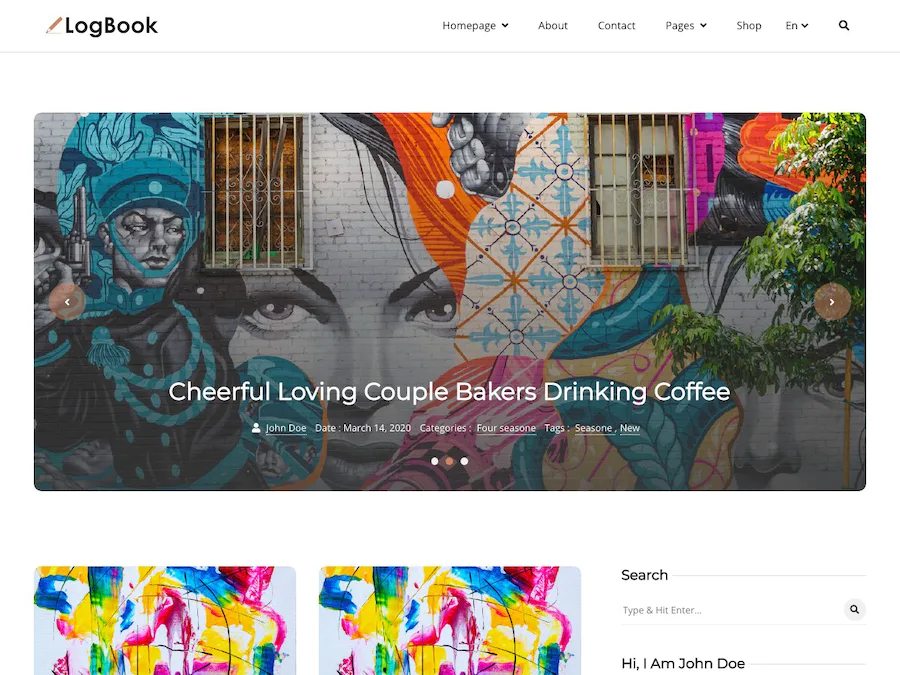 LogBook
Homepage About Contact Pages Shop En
Cheerful Loving Couple Bakers Drinking Coffee
John Doe Date : March 14, 2020 Categories : Four seasone Tags : Seasone , New
Search
Type & Hit Enter...
Hi, I Am John Doe